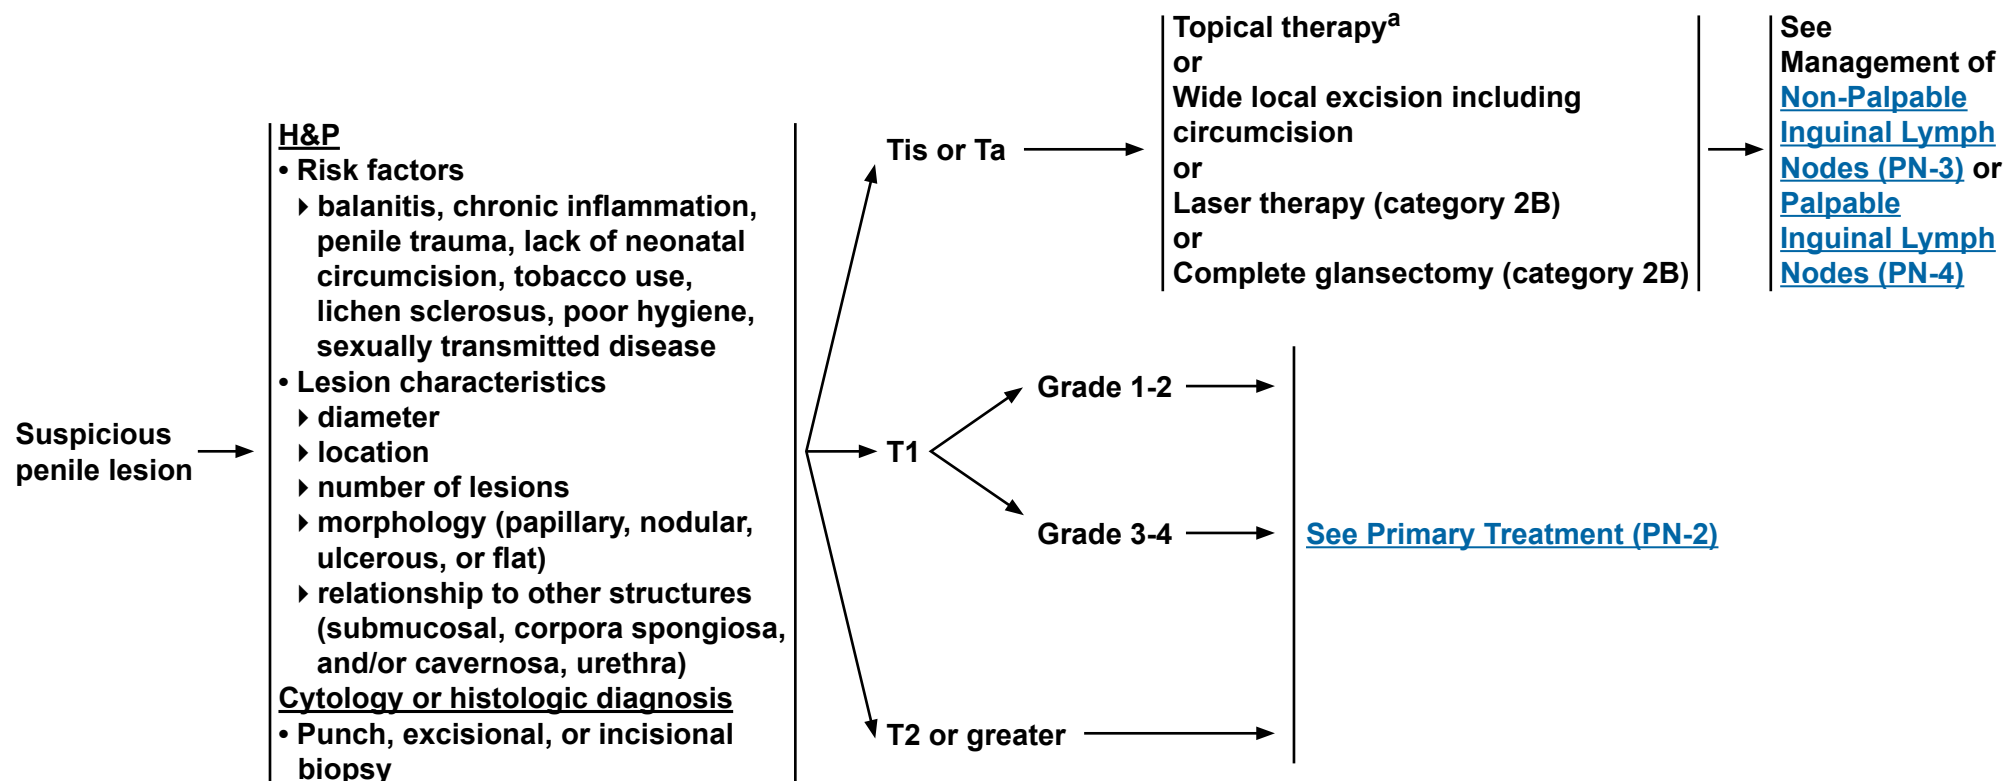 Suspicious
penile lesion
H&P
• Risk factors
‣ balanitis, chronic inflammation,
penile trauma, lack of neonatal
circumcision, tobacco use,
lichen sclerosus, poor hygiene,
sexually transmitted disease
• Lesion characteristics
‣ diameter
‣ location
‣ number of lesions
‣ morphology (papillary, nodular,
ulcerous, or flat)
‣ relationship to other structures
(submucosal, corpora spongiosa,
and/or cavernosa, urethra)
Cytology or histologic diagnosis
• Punch, excisional, or incisional
biopsy
Tis or Ta
Topical therapyᵃ
or
Wide local excision including
circumcision
or
Laser therapy (category 2B)
or
Complete glansectomy (category 2B)
See
Management of
Non-Palpable
Inguinal Lymph
Nodes (PN-3) or
Palpable
Inguinal Lymph
Nodes (PN-4)
T1
Grade 1-2
Grade 3-4
See Primary Treatment (PN-2)
T2 or greater